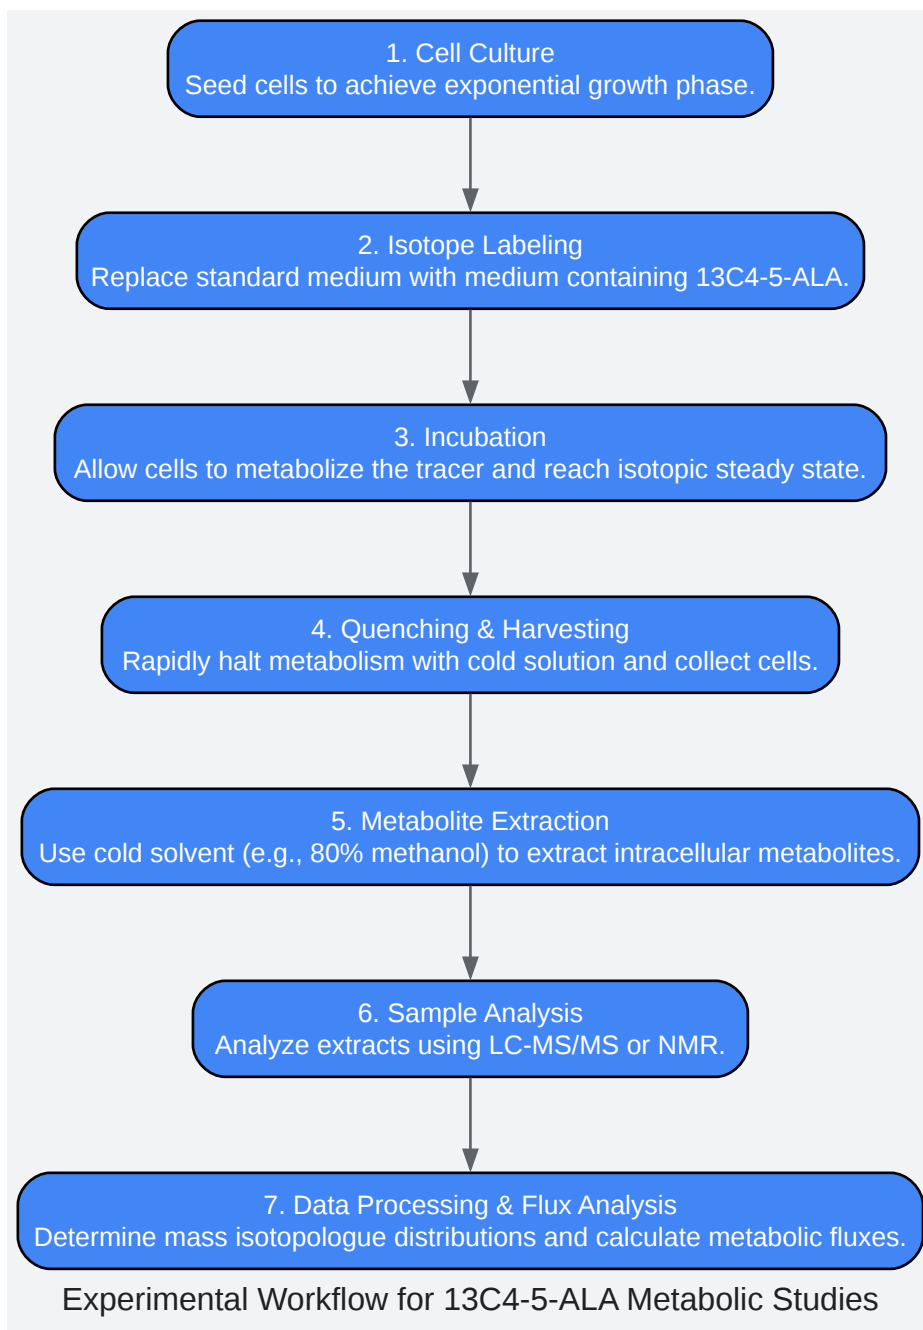 1. Cell Culture
Seed cells to achieve exponential growth phase.
2. Isotope Labeling
Replace standard medium with medium containing 13C4-5-ALA.
3. Incubation
Allow cells to metabolize the tracer and reach isotopic steady state.
4. Quenching & Harvesting
Rapidly halt metabolism with cold solution and collect cells.
5. Metabolite Extraction
Use cold solvent (e.g., 80% methanol) to extract intracellular metabolites.
6. Sample Analysis
Analyze extracts using LC-MS/MS or NMR.
7. Data Processing & Flux Analysis
Determine mass isotopologue distributions and calculate metabolic fluxes.
Experimental Workflow for 13C4-5-ALA Metabolic Studies